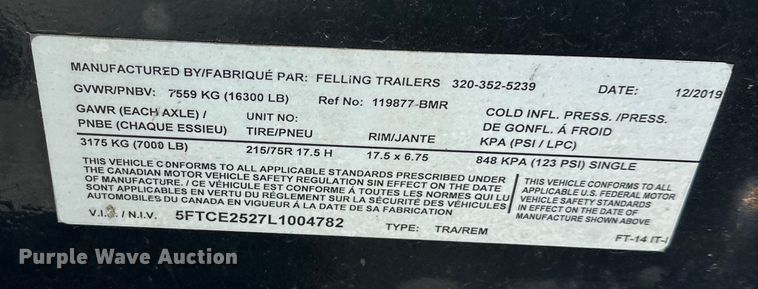 MANUFACTURED BY/FABRIQUÉ PAR: FELLING TRAILERS 320-352-5239 DATE: 12/2019
GVWR/PNBV: 7559 KG (16300 LB) Ref No: 119877-BMR
GAWR (EACH AXLE) / UNIT NO: COLD INFL. PRESS. /PRESS.
PNBE (CHAQUE ESSIEU) TIRE/PNEU RIM/JANTE DE GONFL. À FROID
KPA (PSI / LPC)
3175 KG (7000 LB) 215/75R 17.5 H 17.5 x 6.75 848 KPA (123 PSI) SINGLE
THIS VEHICLE CONFORMS TO ALL APPLICABLE STANDARDS PRESCRIBED UNDER
THE CANADIAN MOTOR VEHICLE SAFETY REGULATION SIN EFFECT ON THE DATE
OF MANUFACTURE. / CE VÉHICULE EST CONFORME À TOUTES LES NORMES QUI LU
APPLICABLES EN VERTU DU RÉGLEMENT SUR LA SÉCURITÉ DES VÉHICULES
AUTOMOBILES DU CANADA EN VIGUEUR À LA DATE DE SA FABRICATION
THIS VEHICLE CONFORMS TO ALL
APPLICABLE U.S. FEDERAL MOTOR
VEHICLE SAFETY STANDARDS
IN EFFECT ON THE DATE OF
MANUFACTURE SHOWN ABOVE
V.I.N. / N.I.V. 5FTCE2527L1004782 TYPE: TRA/REM
FT-14 IT-I
Purple Wave Auction